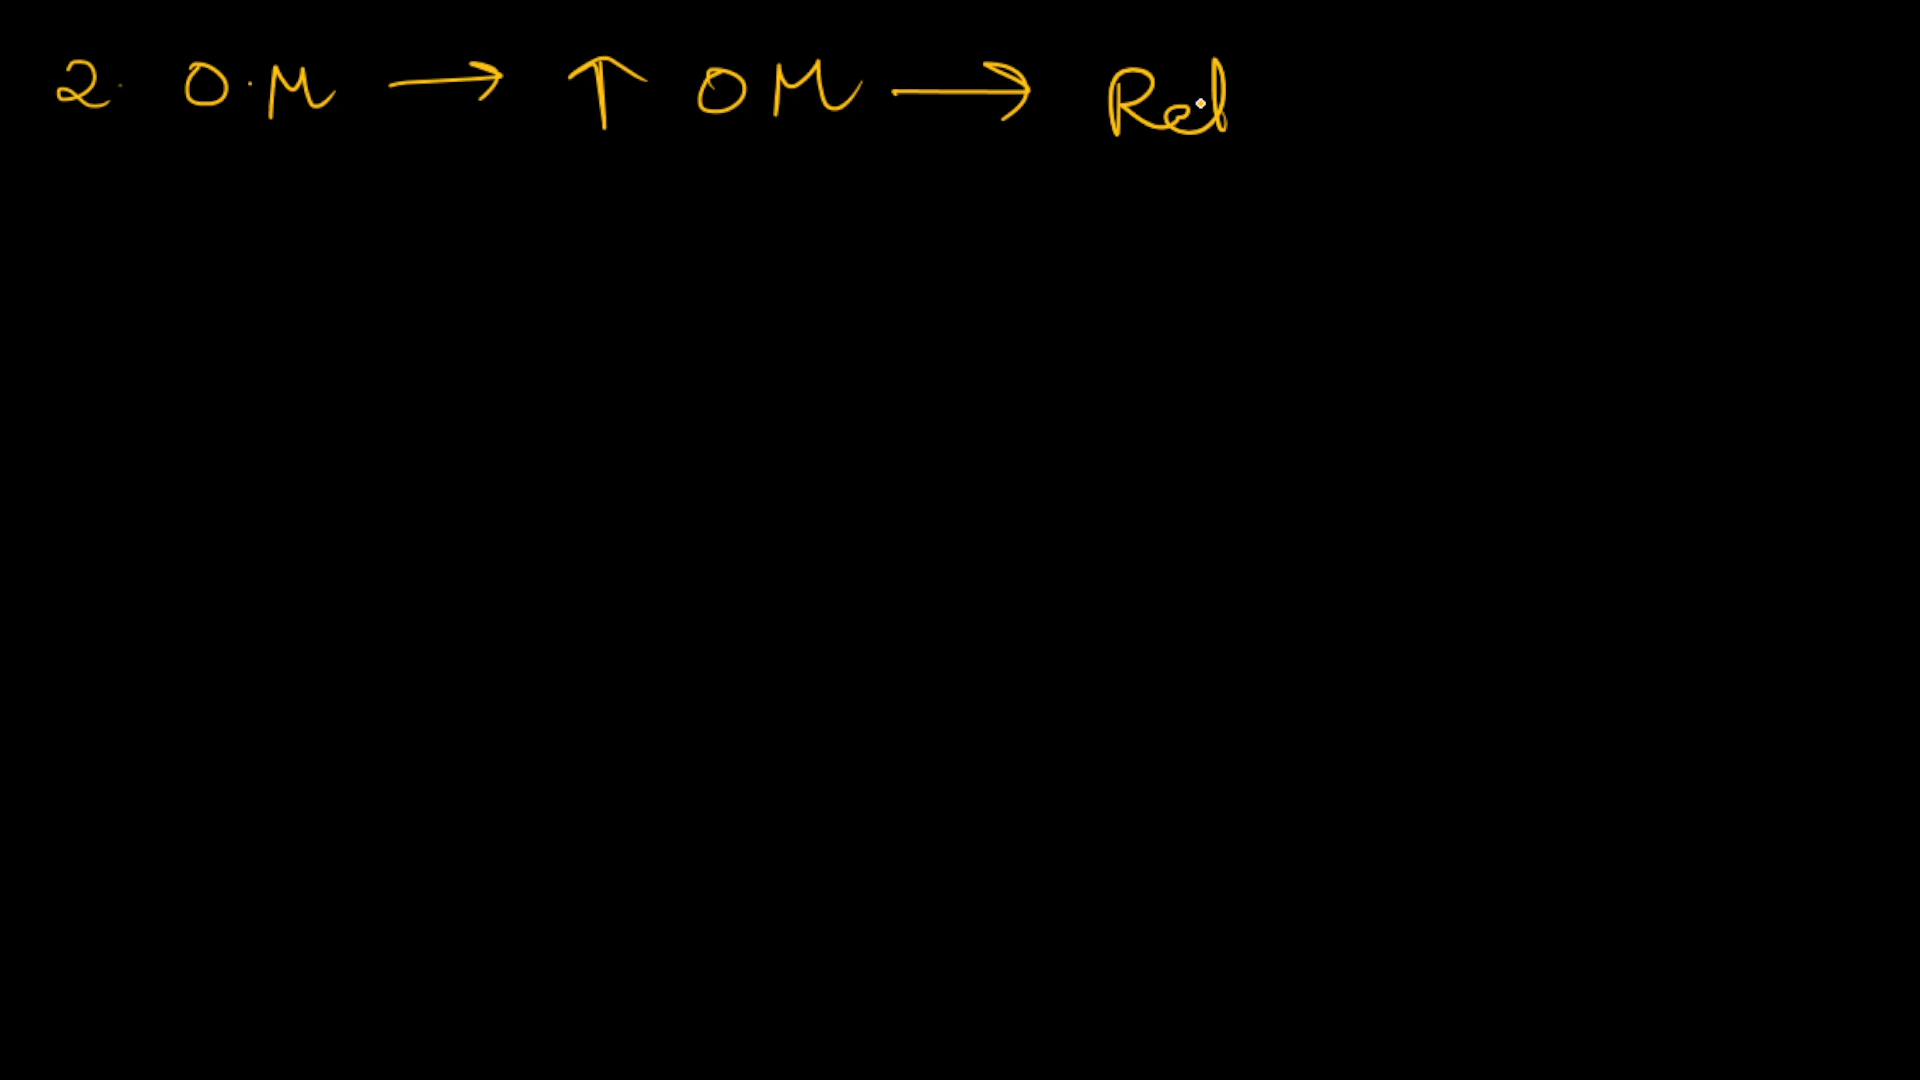 2. O.M → ↑ OM → Red